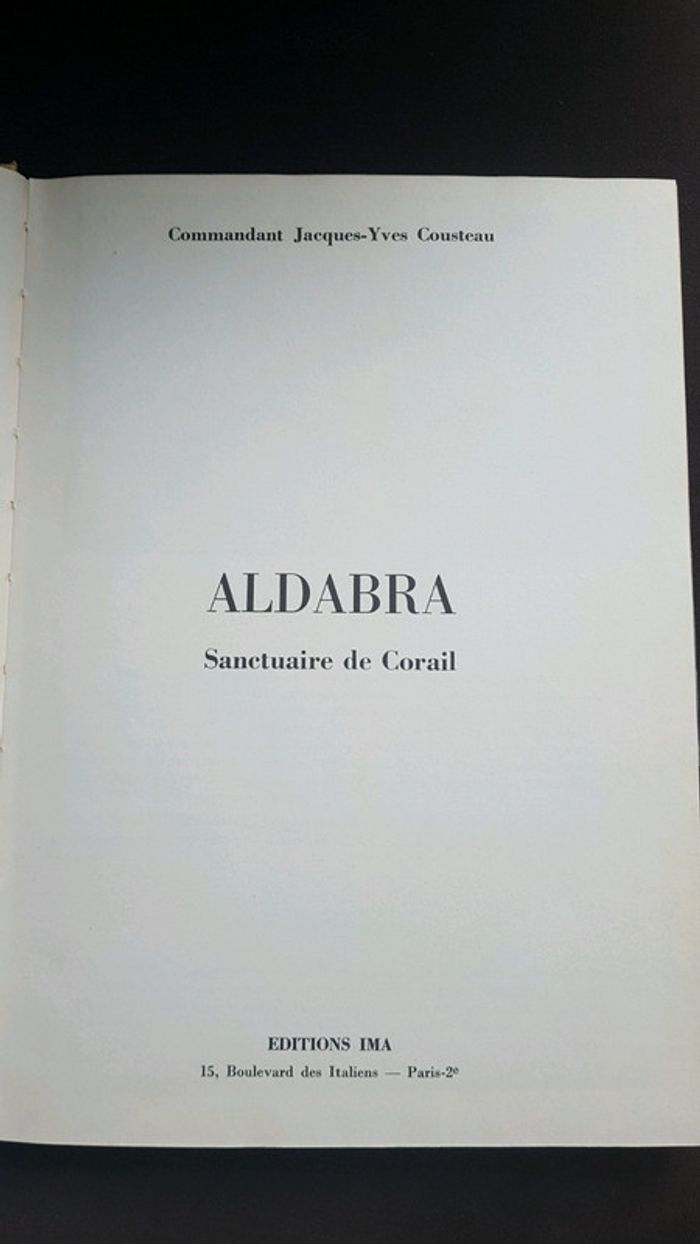 Commandant Jacques-Yves Cousteau
ALDABRA
Sanctuaire de Corail
EDITIONS IMA
15, Boulevard des Italiens — Paris-2e